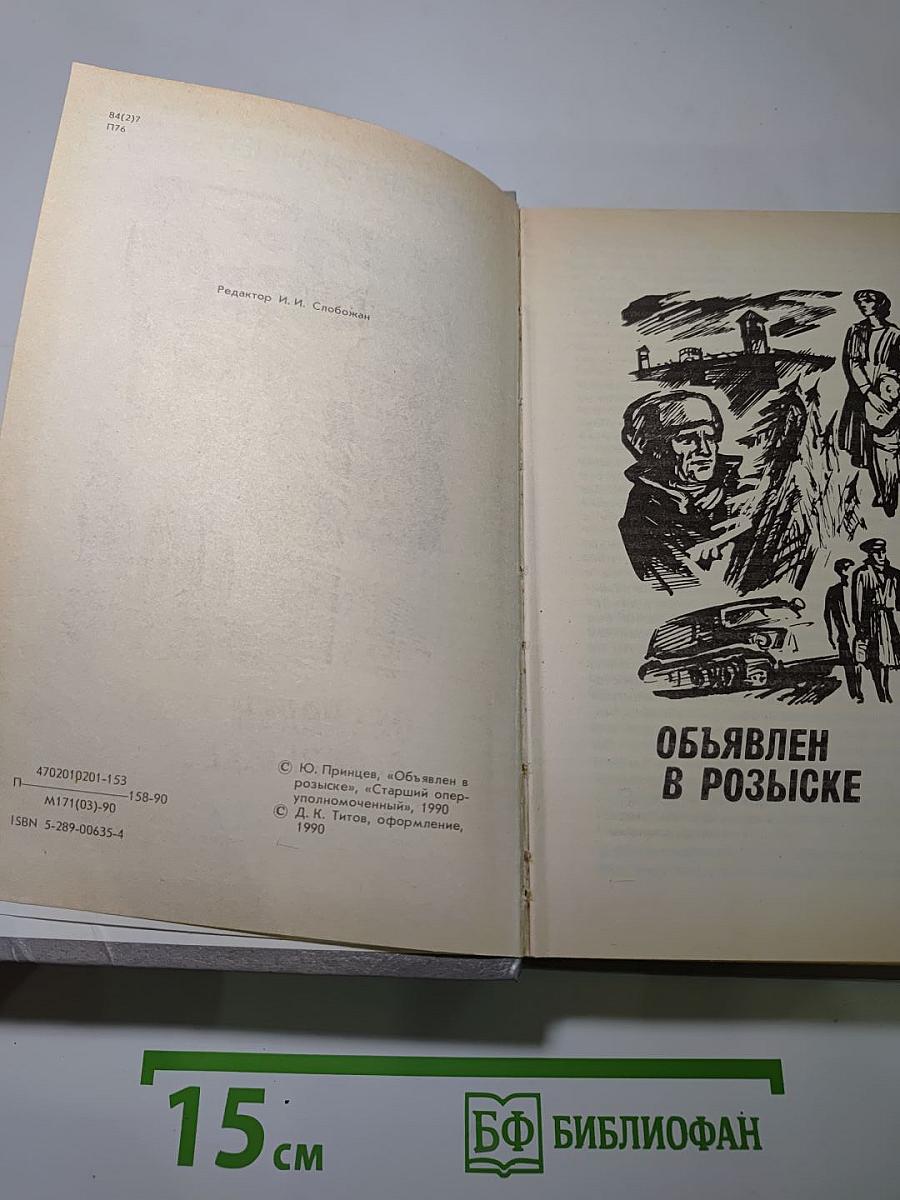 84(2)7
П76
Редактор И. И. Слобожан
4702010201-153
П————158-90
М171(03)-90
ISBN 5-289-00635-4
© Ю. Принцев, «Объявлен в
розыске», «Старший опер-
уполномоченный», 1990
© Д. К. Титов, оформление,
1990
ОБЪЯВЛЕН
В РОЗЫСКЕ
15 см
БФ БИБЛИОФАН